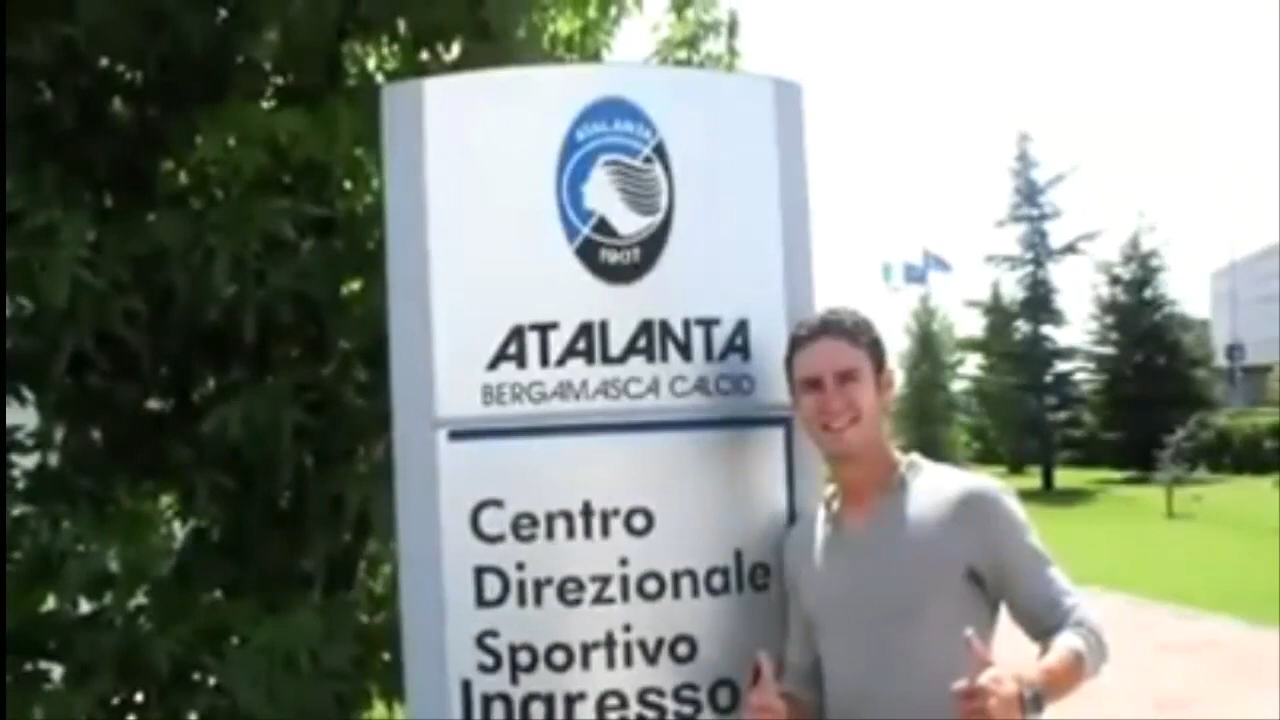 ATALANTA
1907
ATALANTA
BERGAMASCA CALCIO
Centro
Direzionale
Sportivo
Ingresso